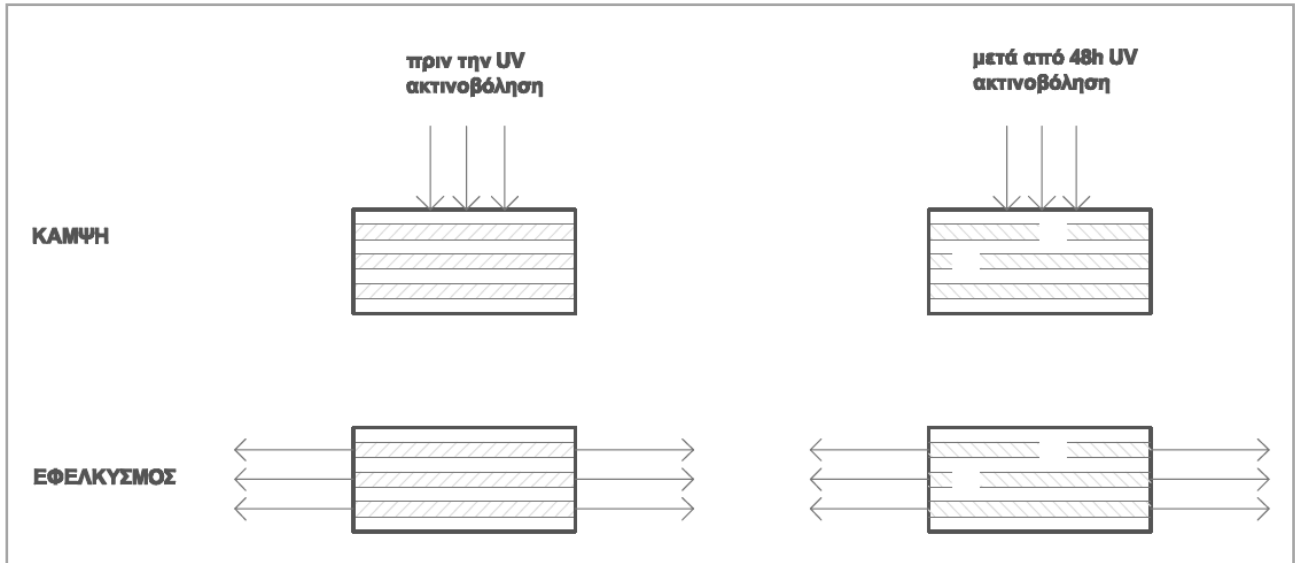 πριν την UV
ακτινοβόληση
μετά από 48h UV
ακτινοβόληση
ΚΑΜΨΗ
ΕΦΕΛΚΥΣΜΟΣ